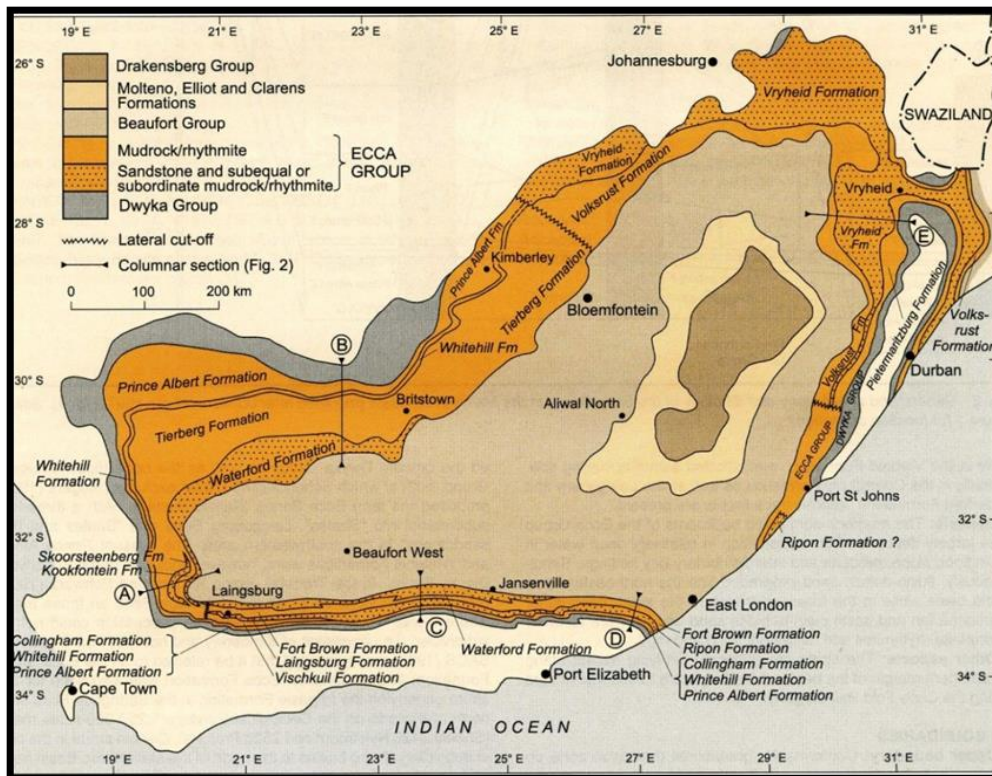 19° E
21° E
23° E
25° E
27° E
29° E
31° E
26° S
28° S
30° S
32° S
34° S
Drakensberg Group
Molteno, Elliot and Clarens
Formations
Beaufort Group
Mudrock/rhythmite
Sandstone and subequal or
subordinate mudrock/rhythmite
ECCA
GROUP
Dwyka Group
Lateral cut-off
Columnar section (Fig. 2)
0 100 200 km
Johannesburg
Vryheid Formation
SWAZILAND
Vryheid
Formation
Volksrust Formation
Vryheid
Vryheid
Fm
E
Prince Albert Fm
Kimberley
Tierberg Formation
Bloemfontein
Whitehill Fm
Volksrust Fm
Pietermaritzburg Formation
Volks-
rust
Formation
Durban
B
Prince Albert Formation
Britstown
Aliwal North
Tierberg Formation
Waterford Formation
ECCA GROUP
DWYKA GROUP
Whitehill
Formation
Port St Johns
32° S
Ripon Formation ?
Skoorsteenberg Fm
Kookfontein Fm
Beaufort West
A
Laingsburg
Jansenville
C
D
East London
Collingham Formation
Whitehill Formation
Prince Albert Formation
Fort Brown Formation
Laingsburg Formation
Vischkuil Formation
Waterford Formation
Fort Brown Formation
Ripon Formation
Collingham Formation
Whitehill Formation
Prince Albert Formation
Port Elizabeth
34° S
Cape Town
INDIAN OCEAN
19° E
21° E
23° E
25° E
27° E
29° E
31° E